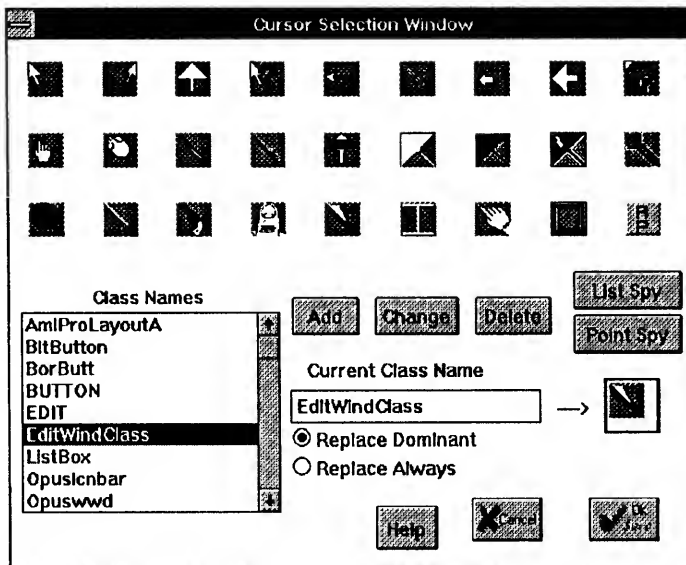 Cursor Selection Window
Class Names
AmiProLayoutA
BitButton
BorButt
BUTTON
EDIT
EditWindClass
ListBox
OpusIcnbar
Opuswwd
Add
Change
Delete
List Spy
Point Spy
Current Class Name
EditWindClass
Replace Dominant
Replace Always
Help
Cancel
OK